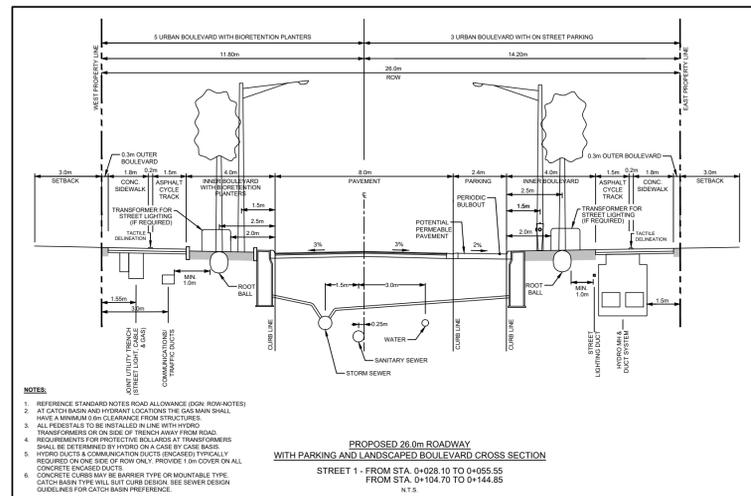 5 URBAN BOULEVARD WITH BIORETENTION PLANTERS
3 URBAN BOULEVARD WITH ON STREET PARKING
11.80m
14.20m
26.0m
ROW
WEST PROPERTY LINE
EAST PROPERTY LINE
0.3m OUTER
BOULEVARD
0.3m OUTER
BOULEVARD
3.0m
SETBACK
1.8m
CONC.
SIDEWALK
0.2m
1.5m
ASPHALT
CYCLE
TRACK
4.0m
INNER BOULEVARD
WITH BIORETENTION
PLANTERS
8.0m
PAVEMENT
2.4m
PARKING
4.0m
INNER BOULEVARD
1.5m
ASPHALT
CYCLE
TRACK
0.2m
1.8m
CONC.
SIDEWALK
3.0m
SETBACK
TRANSFORMER FOR
STREET LIGHTING
(IF REQUIRED)
1.5m
2.5m
2.0m
POTENTIAL
PERMEABLE
PAVEMENT
PERIODIC
BULBOUT
2.5m
1.5m
2.0m
TRANSFORMER FOR
STREET LIGHTING
(IF REQUIRED)
TACTILE
DELINEATION
TACTILE
DELINEATION
3%
3%
2%
MIN.
1.0m
ROOT
BALL
1.5m
3.0m
ROOT
BALL
MIN.
1.0m
1.55m
3.0m
1.5m
0.25m
WATER
SANITARY SEWER
STORM SEWER
CURB LINE
CURB LINE
CURB LINE
JOINT UTILITY TRENCH
(STREET LIGHT, CABLE
& GAS)
COMMUNICATIONS/
TRAFFIC DUCTS
STREET
LIGHTING DUCT
HYDRO MH &
DUCT SYSTEM
NOTES:
1. REFERENCE STANDARD NOTES ROAD ALLOWANCE (DGN: ROW-NOTES)
2. AT CATCH BASIN AND HYDRANT LOCATIONS THE GAS MAIN SHALL
HAVE A MINIMUM 0.6m CLEARANCE FROM STRUCTURES.
3. ALL PEDESTALS TO BE INSTALLED IN LINE WITH HYDRO
TRANSFORMERS OR ON SIDE OF TRENCH AWAY FROM ROAD.
4. REQUIREMENTS FOR PROTECTIVE BOLLARDS AT TRANSFORMERS
SHALL BE DETERMINED BY HYDRO ON A CASE BY CASE BASIS.
5. HYDRO DUCTS & COMMUNICATION DUCTS (ENCASED) TYPICALLY
REQUIRED ON ONE SIDE OF ROW ONLY. PROVIDE 1.0m COVER ON ALL
CONCRETE ENCASED DUCTS.
6. CONCRETE CURBS MAY BE BARRIER TYPE OR MOUNTABLE TYPE.
CATCH BASIN TYPE WILL SUIT CURB DESIGN. SEE SEWER DESIGN
GUIDELINES FOR CATCH BASIN PREFERENCE.
PROPOSED 26.0m ROADWAY
WITH PARKING AND LANDSCAPED BOULEVARD CROSS SECTION
STREET 1 - FROM STA. 0+028.10 TO 0+055.55
FROM STA. 0+104.70 TO 0+144.85
N.T.S.